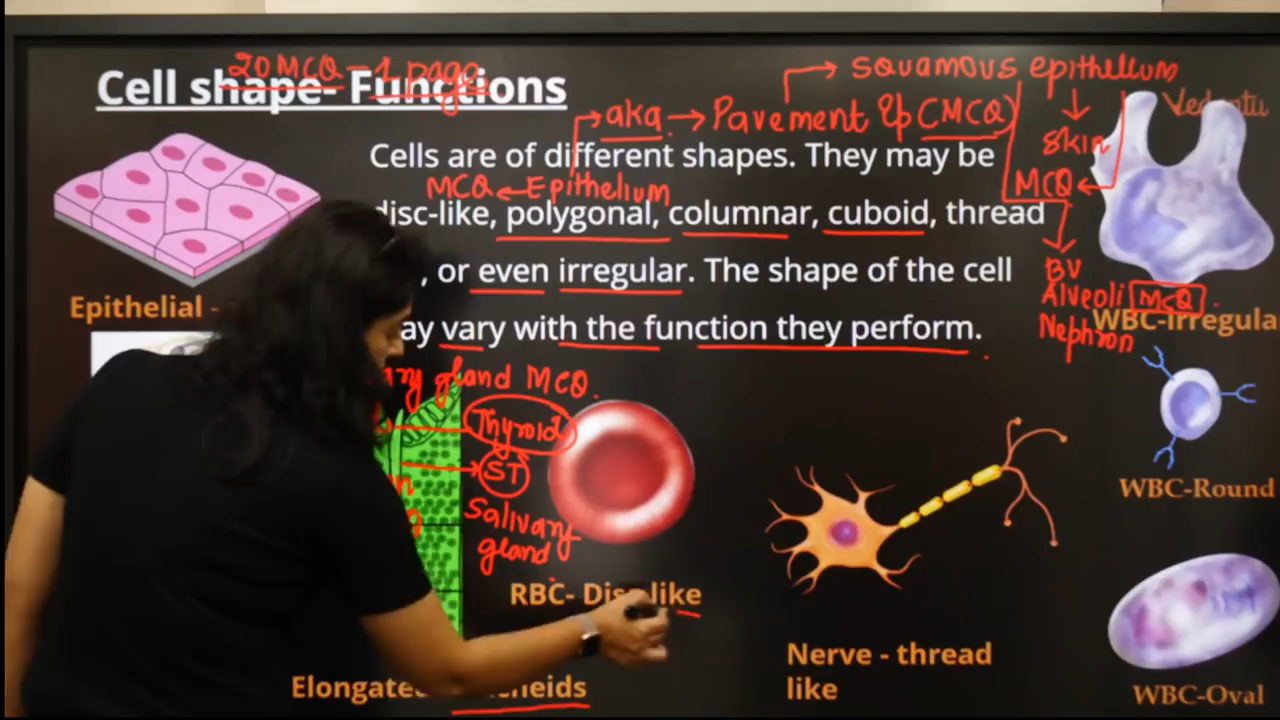 20 MCQ - 1 page
Cell shape- Functions
squamous epithelium
aka → Pavement Ep (MCQ)
Vedantu
Skin
Cells are of different shapes. They may be
MCQ ← Epithelium
MCQ
disc-like, polygonal, columnar, cuboid, thread
, or even irregular. The shape of the cell
BV
Alveoli MCQ
Nephron
Epithelial -
WBC-irregula
ay vary with the function they perform.
ary gland MCQ
Thyroid
ST
Salivary
gland
WBC-Round
RBC- Disc like
Nerve - thread
like
Elongated
cheids
WBC-Oval